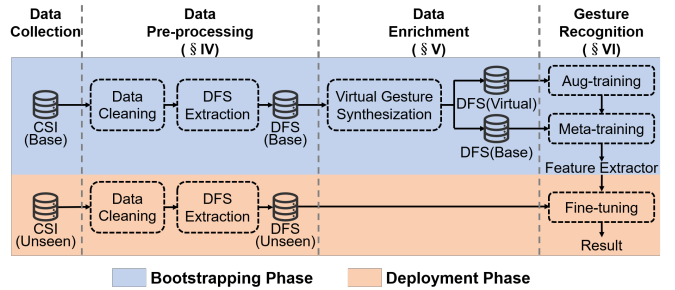 Data
Collection
Data
Pre-processing
(§IV)
Data
Enrichment
(§V)
Gesture
Recognition
(§VI)
CSI
(Base)
Data
Cleaning
DFS
Extraction
DFS
(Base)
Virtual Gesture
Synthesization
DFS(Virtual)
DFS(Base)
Aug-training
Meta-training
Feature Extractor
CSI
(Unseen)
Data
Cleaning
DFS
Extraction
DFS
(Unseen)
Fine-tuning
Result
Bootstrapping Phase
Deployment Phase